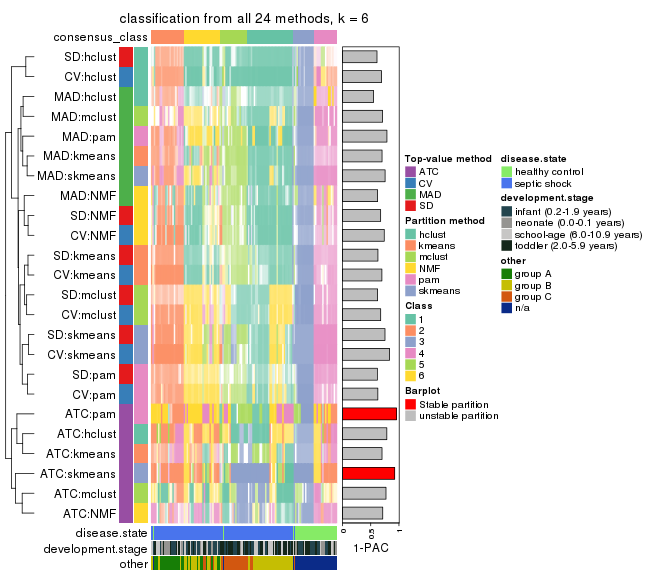 classification from all 24 methods, k = 6
consensus_class
SD:hclust
CV:hclust
MAD:hclust
MAD:mclust
MAD:pam
MAD:kmeans
MAD:skmeans
MAD:NMF
SD:NMF
CV:NMF
SD:kmeans
CV:kmeans
SD:mclust
CV:mclust
SD:skmeans
CV:skmeans
SD:pam
CV:pam
ATC:pam
ATC:hclust
ATC:kmeans
ATC:skmeans
ATC:mclust
ATC:NMF
disease.state
development.stage
other
0
0.5
1
1-PAC
Top-value method
ATC
CV
MAD
SD
Partition method
hclust
kmeans
mclust
NMF
pam
skmeans
Class
1
2
3
4
5
6
Barplot
Stable partition
unstable partition
disease.state
healthy control
septic shock
development.stage
infant (0.2-1.9 years)
neonate (0.0-0.1 years)
school-age (6.0-10.9 years)
toddler (2.0-5.9 years)
other
group A
group B
group C
n/a